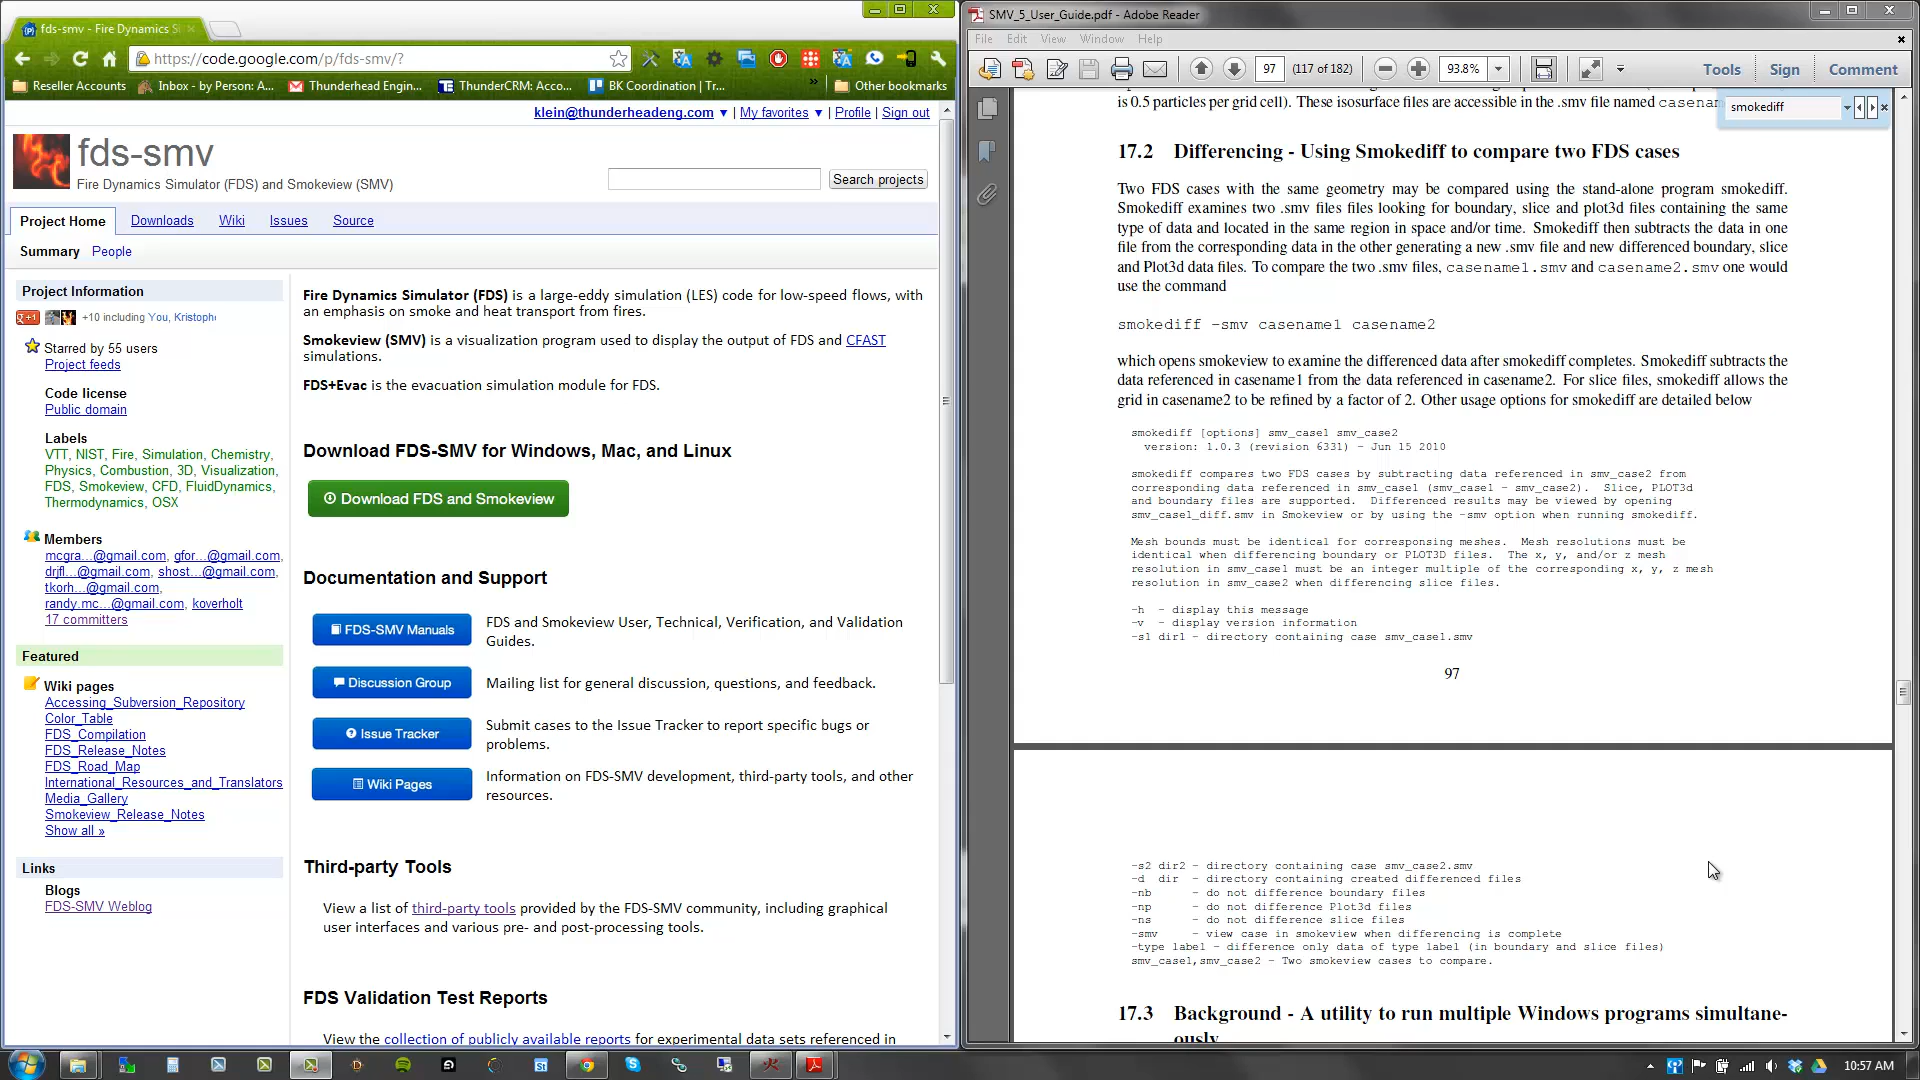 fds-smv - Fire Dynamics Si
https://code.google.com/p/fds-smv/?
Reseller Accounts
Inbox - by Person: A...
Thunderhead Engin...
ThunderCRM: Acco...
BK Coordination | Tr...
»
Other bookmarks
klein@thunderheadeng.com ▼ | My favorites ▼ | Profile | Sign out
fds-smv
Fire Dynamics Simulator (FDS) and Smokeview (SMV)
Search projects
Project Home
Downloads
Wiki
Issues
Source
Summary
People
Project Information
+10 including You, Kristoph
Starred by 55 users
Project feeds
Code license
Public domain
Labels
VTT, NIST, Fire, Simulation, Chemistry,
Physics, Combustion, 3D, Visualization,
FDS, Smokeview, CFD, FluidDynamics,
Thermodynamics, OSX
Members
mcgra...@gmail.com, gfor...@gmail.com,
drjfl...@gmail.com, shost...@gmail.com,
tkorh...@gmail.com,
randy.mc...@gmail.com, koverholt
17 committers
Featured
Wiki pages
Accessing_Subversion_Repository
Color_Table
FDS_Compilation
FDS_Release_Notes
FDS_Road_Map
International_Resources_and_Translators
Media_Gallery
Smokeview_Release_Notes
Show all »
Links
Blogs
FDS-SMV Weblog
Fire Dynamics Simulator (FDS) is a large-eddy simulation (LES) code for low-speed flows, with
an emphasis on smoke and heat transport from fires.
Smokeview (SMV) is a visualization program used to display the output of FDS and CFAST
simulations.
FDS+Evac is the evacuation simulation module for FDS.
Download FDS-SMV for Windows, Mac, and Linux
Download FDS and Smokeview
Documentation and Support
FDS-SMV Manuals
FDS and Smokeview User, Technical, Verification, and Validation
Guides.
Discussion Group
Mailing list for general discussion, questions, and feedback.
Issue Tracker
Submit cases to the Issue Tracker to report specific bugs or
problems.
Wiki Pages
Information on FDS-SMV development, third-party tools, and other
resources.
Third-party Tools
View a list of third-party tools provided by the FDS-SMV community, including graphical
user interfaces and various pre- and post-processing tools.
FDS Validation Test Reports
View the collection of publicly available reports for experimental data sets referenced in
SMV_5_User_Guide.pdf - Adobe Reader
File Edit View Window Help
97 (117 of 182)
93.8%
Tools
Sign
Comment
smokediff
is 0.5 particles per grid cell). These isosurface files are accessible in the .smv file named casenam
17.2 Differencing - Using Smokediff to compare two FDS cases
Two FDS cases with the same geometry may be compared using the stand-alone program smokediff.
Smokediff examines two .smv files files looking for boundary, slice and plot3d files containing the same
type of data and located in the same region in space and/or time. Smokediff then subtracts the data in one
file from the corresponding data in the other generating a new .smv file and new differenced boundary, slice
and Plot3d data files. To compare the two .smv files, casename1.smv and casename2.smv one would
use the command
smokediff -smv casename1 casename2
which opens smokeview to examine the differenced data after smokediff completes. Smokediff subtracts the
data referenced in casename1 from the data referenced in casename2. For slice files, smokediff allows the
grid in casename2 to be refined by a factor of 2. Other usage options for smokediff are detailed below
smokediff [options] smv_case1 smv_case2
version: 1.0.3 (revision 6331) - Jun 15 2010
smokediff compares two FDS cases by subtracting data referenced in smv_case2 from
corresponding data referenced in smv_case1 (smv_case1 - smv_case2). Slice, PLOT3d
and boundary files are supported. Differenced results may be viewed by opening
smv_case1_diff.smv in Smokeview or by using the -smv option when running smokediff.
Mesh bounds must be identical for corresponsing meshes. Mesh resolutions must be
identical when differencing boundary or PLOT3D files. The x, y, and/or z mesh
resolution in smv_case1 must be an integer multiple of the corresponding x, y, z mesh
resolution in smv_case2 when differencing slice files.
-h - display this message
-v - display version information
-s1 dir1 - directory containing case smv_case1.smv
97
-s2 dir2 - directory containing case smv_case2.smv
-d dir - directory containing created differenced files
-nb - do not difference boundary files
-np - do not difference Plot3d files
-ns - do not difference slice files
-smv - view case in smokeview when differencing is complete
-type label - difference only data of type label (in boundary and slice files)
smv_case1,smv_case2 - Two smokeview cases to compare.
17.3 Background - A utility to run multiple Windows programs simultane-
ously
10:57 AM